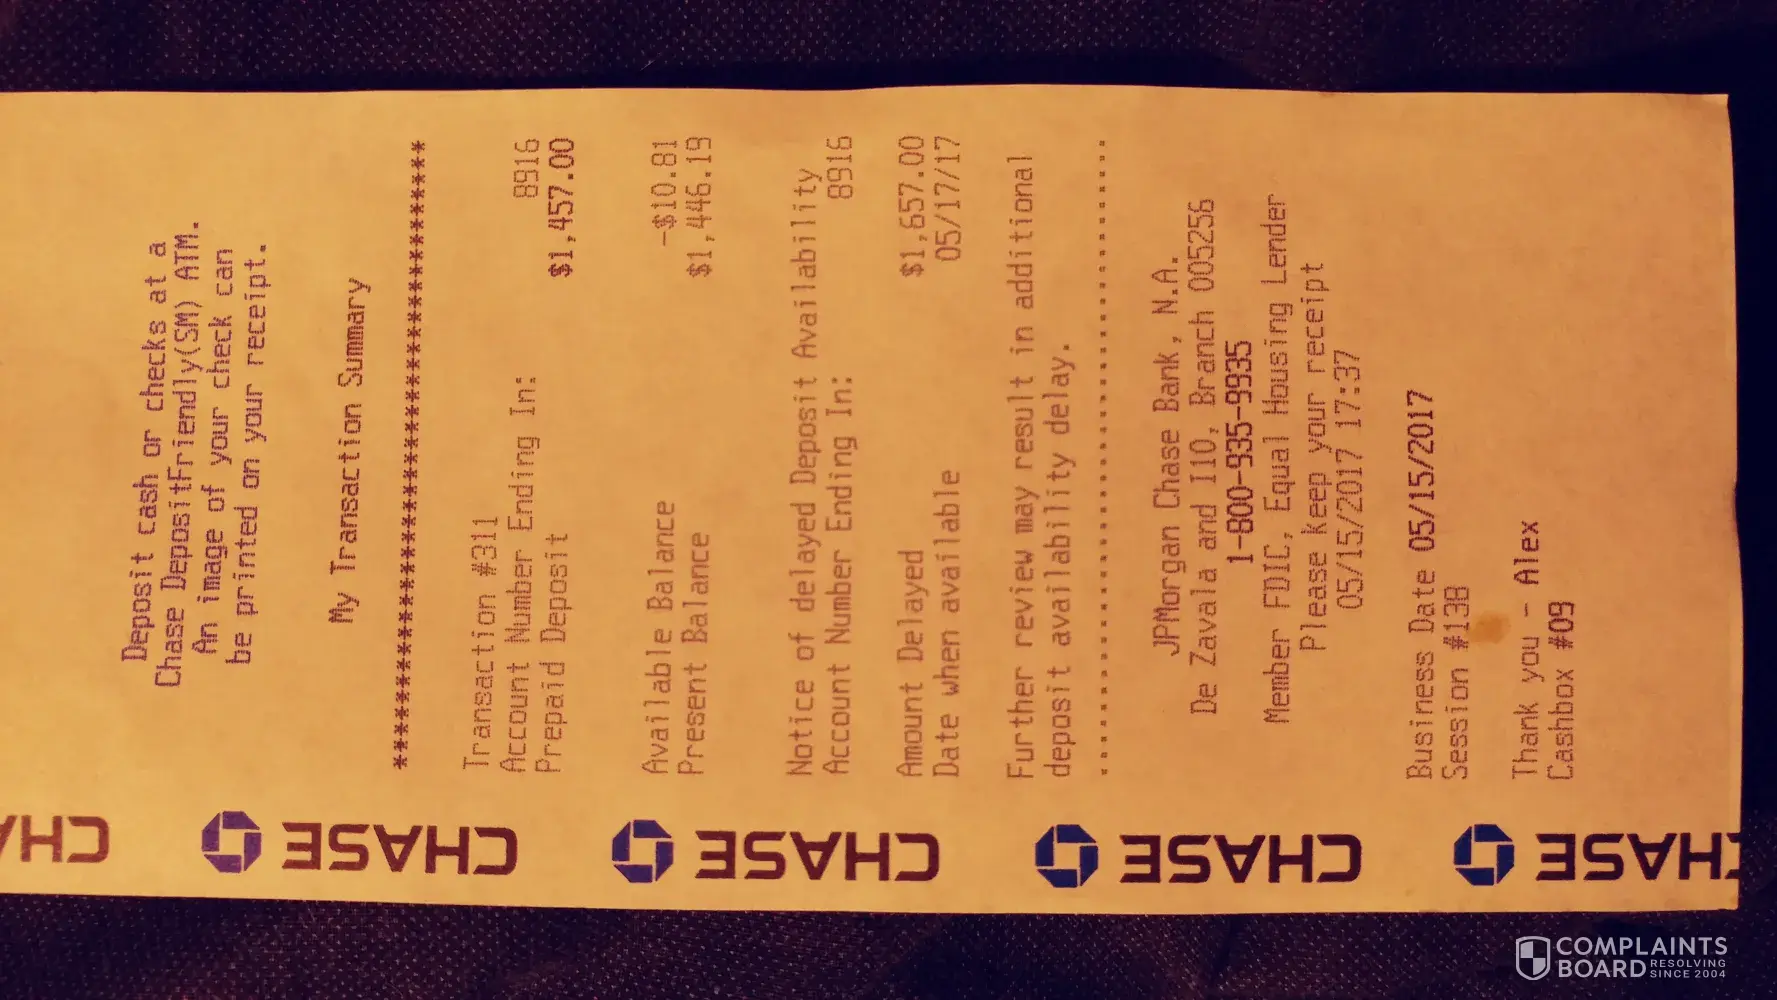 Deposit cash or checks at a
Chase DepositFriendly(SM) ATM.
An image of your check can
be printed on your receipt.
My Transaction Summary
********************************************
Transaction #311
Account Number Ending In: 8916
Prepaid Deposit $1,457.00
Available Balance -$10.81
Present Balance $1,446.19
Notice of delayed Deposit Availability
Account Number Ending In: 8916
Amount Delayed $1,657.00
Date when available 05/17/17
Further review may result in additional
deposit availability delay.
JPMorgan Chase Bank, N.A.
De Zavala and I10, Branch 005256
1-800-935-9935
Member FDIC, Equal Housing Lender
Please keep your receipt
05/15/2017 17:37
Business Date 05/15/2017
Session #138
Thank you - Alex
Cashbox #09
CHASE
CHASE
CHASE
CHASE
CH
COMPLAINTS
BOARD RESOLVING SINCE 2004